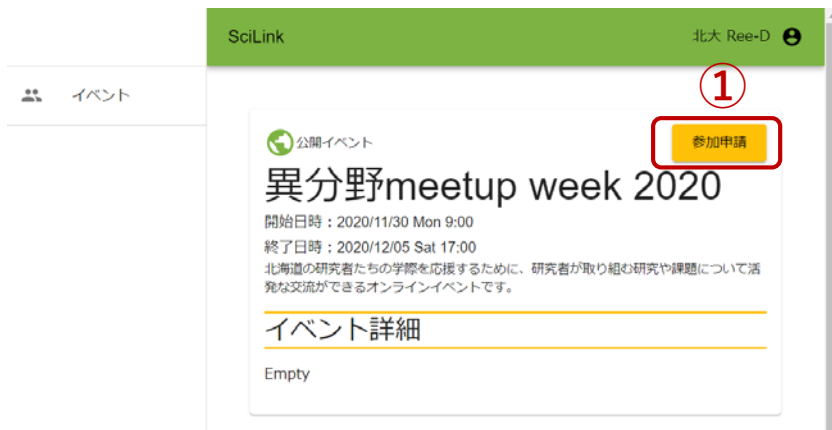 SciLink
北大 Ree-D
イベント
①
公開イベント
参加申請
異分野meetup week 2020
開始日時：2020/11/30 Mon 9:00
終了日時：2020/12/05 Sat 17:00
北海道の研究者たちの学際を応援するために、研究者が取り組む研究や課題について活
発な交流ができるオンラインイベントです。
イベント詳細
Empty